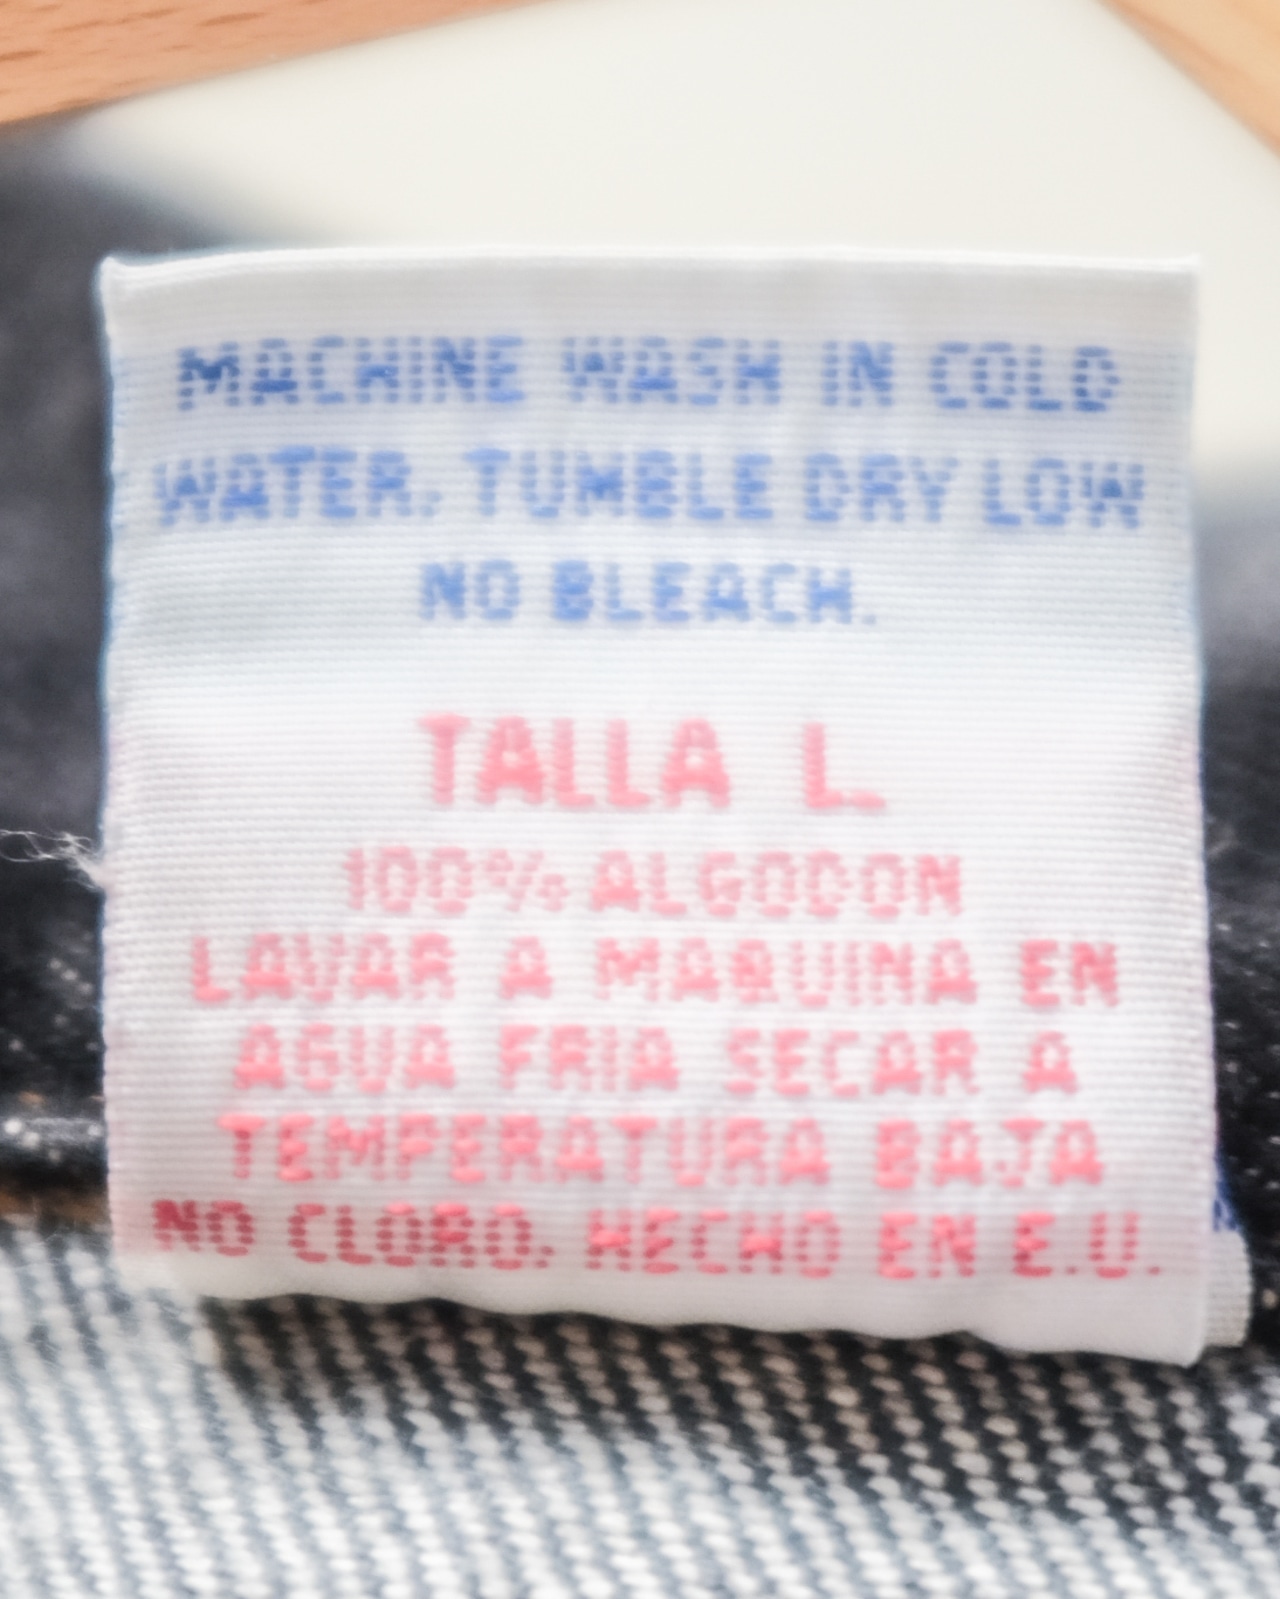 MACHINE WASH IN COLD
WATER. TUMBLE DRY LOW
NO BLEACH.
TALLA L.
100% ALGODON
LAVAR A MAQUINA EN
AGUA FRIA SECAR A
TEMPERATURA BAJA
NO CLORO. HECHO EN E.U.